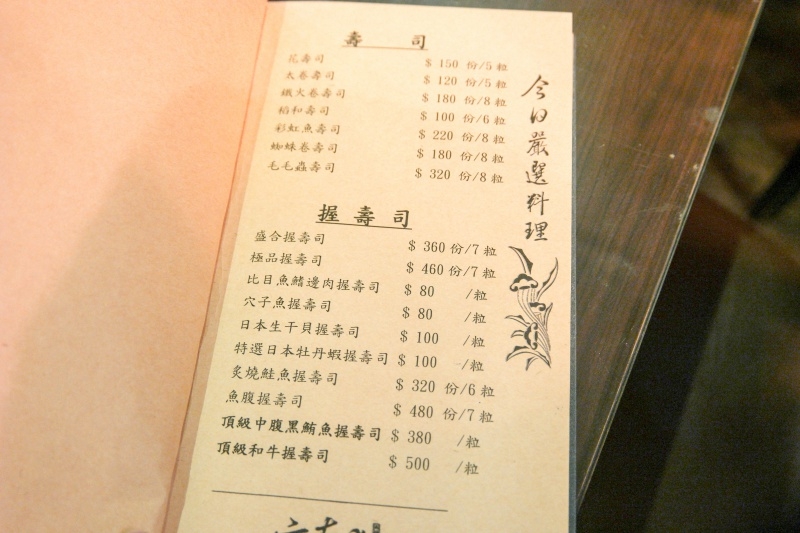 壽司
花壽司 $ 150 份/5 粒
太卷壽司 $ 120 份/5 粒
鐵火卷壽司 $ 180 份/8 粒
稻和壽司 $ 100 份/6 粒
彩虹魚壽司 $ 220 份/8 粒
蜘蛛卷壽司 $ 180 份/8 粒
毛毛蟲壽司 $ 320 份/8 粒
握壽司
盛合握壽司 $ 360 份/7 粒
極品握壽司 $ 460 份/7 粒
比目魚鰭邊肉握壽司 $ 80 /粒
穴子魚握壽司 $ 80 /粒
日本生干貝握壽司 $ 100 /粒
特選日本牡丹蝦握壽司 $ 100 /粒
炙燒鮭魚握壽司 $ 320 份/6 粒
魚腹握壽司 $ 480 份/7 粒
頂級中腹黑鮪魚握壽司 $ 380 /粒
頂級和牛握壽司 $ 500 /粒
今日嚴選料理